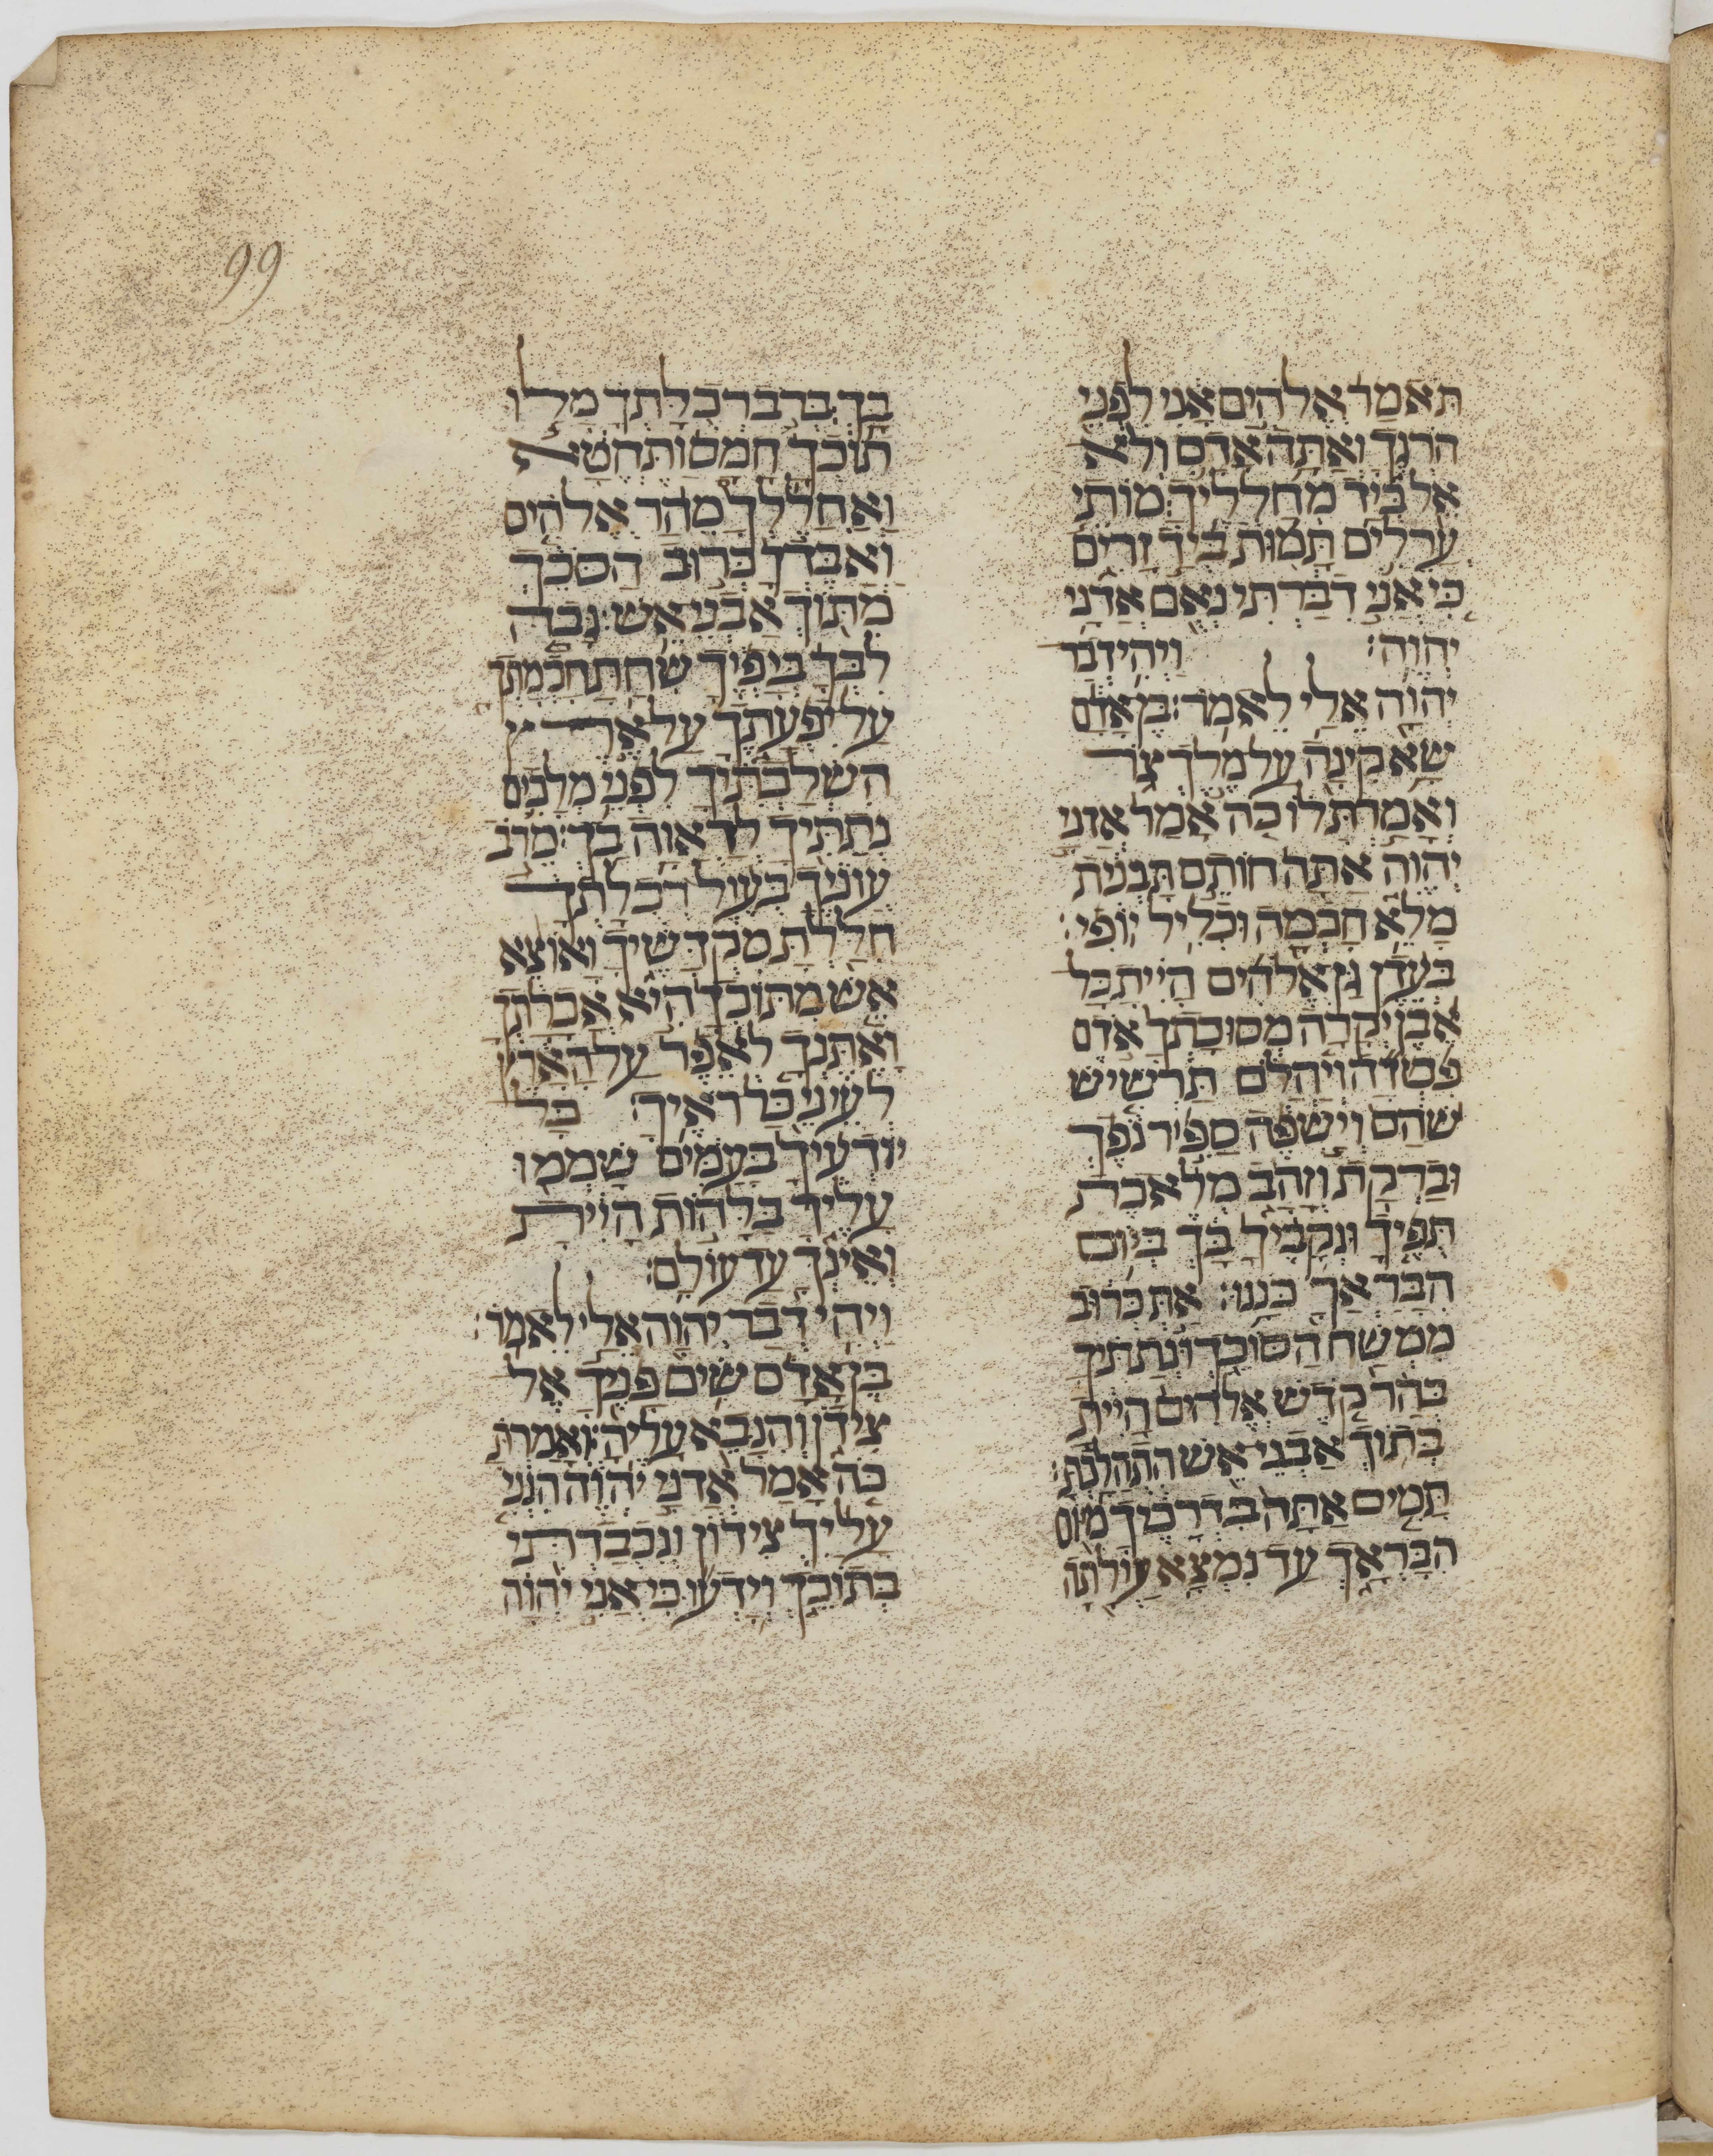 99
תאמר אלהים אני לפני
הרגך ואתה אדם ולא
אל ביד מחלליך מותי
ערלים תמות ביד זרים
כי אני דברתי נאם אדני
יהוה: ויהי דבר
יהוה אלי לאמר: בן אדם
שא קינה על מלך צור
ואמרת לו כה אמר אדני
יהוה אתה חותם תכנית
מלא חכמה וכליל יופי:
בעדן גן אלהים היית כל
אבן יקרה מסוכתך אדם
פטדה ויהלם תרשיש
שהם וישפה ספיר נפך
וברקת וזהב מלאכת
תפיך ונקביך בך ביום
הבראך כננו: את כרוב
ממשח הסוכך ונתתיך
בהר קדש אלהים היית
בתוך אבני אש התהלכת:
תמים אתה בדרכיך מיום
הבראך עד נמצא עולתה
בך: ברב רכלתך מלו
תוכך חמס ותחטא
ואחללך מהר אלהים
ואבדך כרוב הסכך
מתוך אבני אש: גבה
לבך ביפיך שחת חכמתך
על יפעתך על ארץ
השלכתיך לפני מלכים
נתתיך לראוה בך: מרב
עוניך בעול רכלתך
חללת מקדשיך ואוצא
אש מתוכך היא אכלתך
ואתנך לאפר על הארץ
לעיני כל ראיך: כל
יודעיך בעמים שממו
עליך בלהות היית
ואינך עד עולם:
ויהי דבר יהוה אלי לאמר:
בן אדם שים פניך אל
צידון והנבא עליה: ואמרת
כה אמר אדני יהוה הנני
עליך צידון ונכבדתי
בתוכך וידעו כי אני יהוה